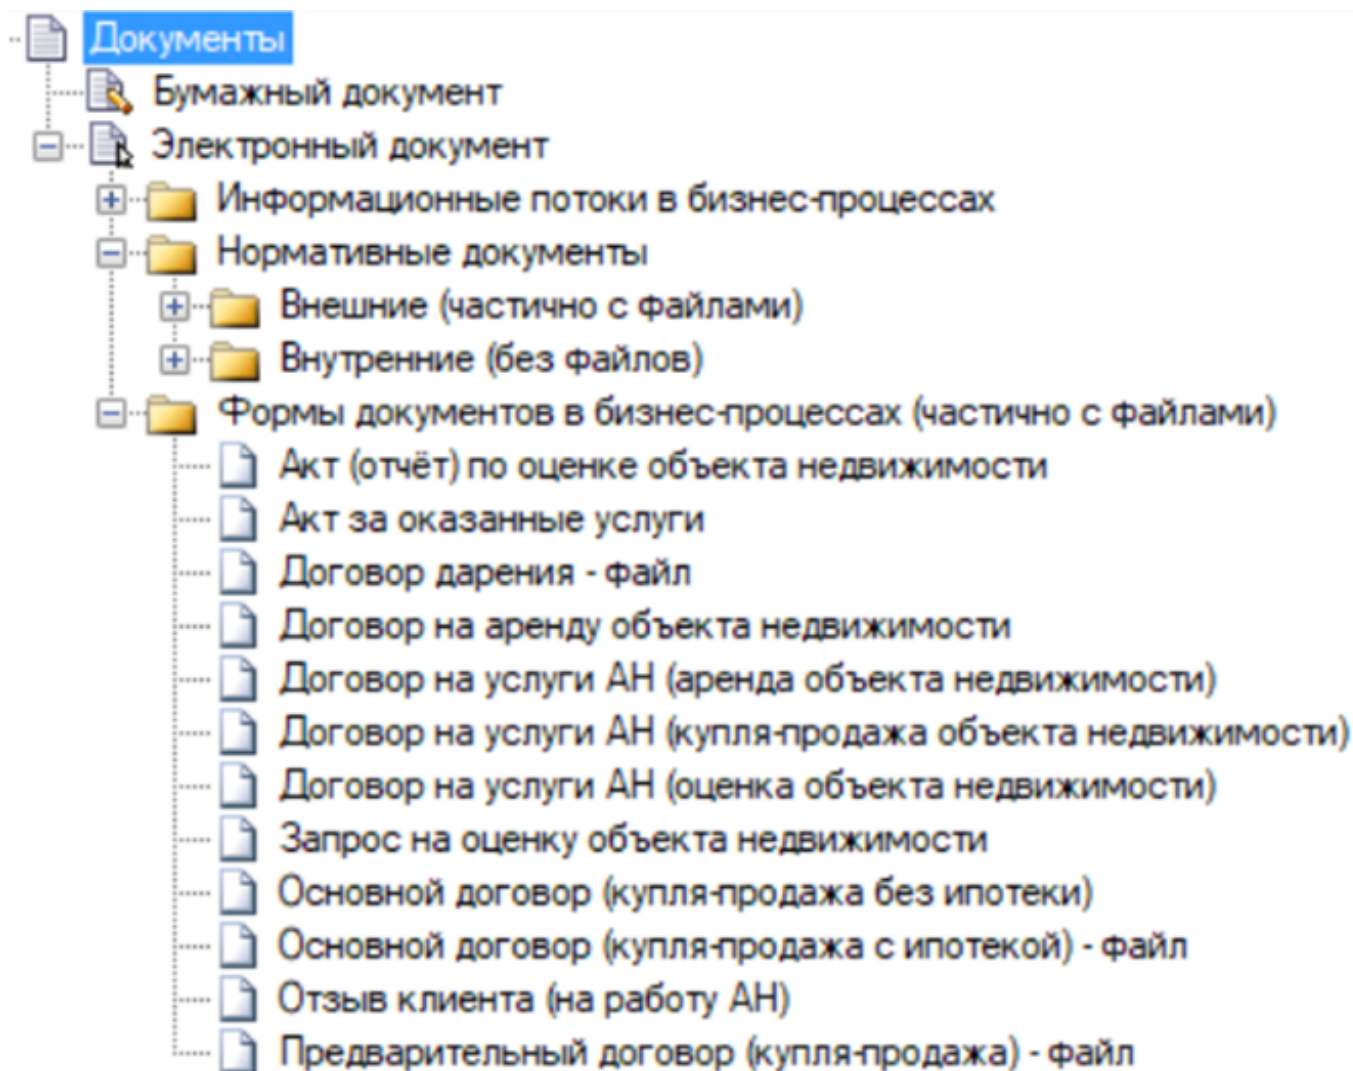 Документы
Бумажный документ
Электронный документ
Информационные потоки в бизнес-процессах
Нормативные документы
Внешние (частично с файлами)
Внутренние (без файлов)
Формы документов в бизнес-процессах (частично с файлами)
Акт (отчёт) по оценке объекта недвижимости
Акт за оказанные услуги
Договор дарения - файл
Договор на аренду объекта недвижимости
Договор на услуги АН (аренда объекта недвижимости)
Договор на услуги АН (купля-продажа объекта недвижимости)
Договор на услуги АН (оценка объекта недвижимости)
Запрос на оценку объекта недвижимости
Основной договор (купля-продажа без ипотеки)
Основной договор (купля-продажа с ипотекой) - файл
Отзыв клиента (на работу АН)
Предварительный договор (купля-продажа) - файл